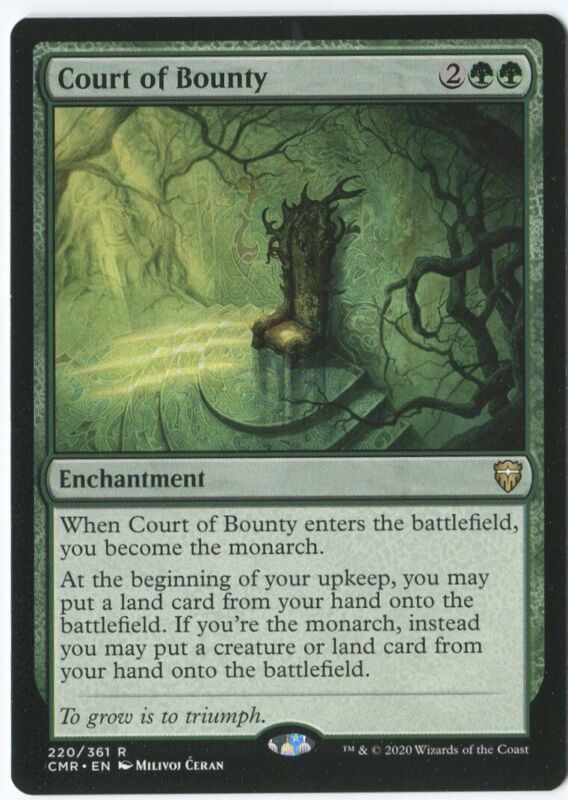 Court of Bounty 2
Enchantment
When Court of Bounty enters the battlefield,
you become the monarch.
At the beginning of your upkeep, you may
put a land card from your hand onto the
battlefield. If you're the monarch, instead
you may put a creature or land card from
your hand onto the battlefield.
To grow is to triumph.
220/361 R
CMR • EN Milivoj Ćeran
™ & © 2020 Wizards of the Coast